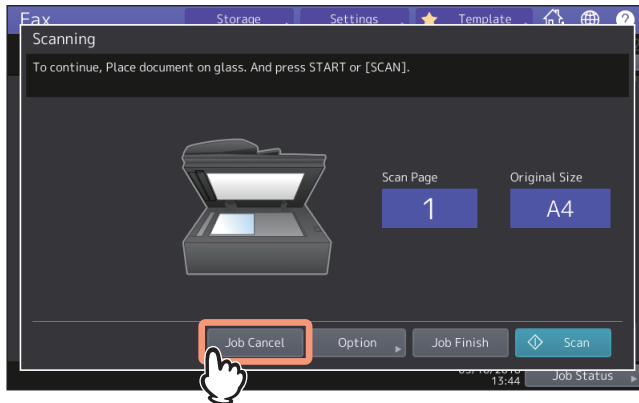 Fax
Storage
Settings
Template
Scanning
To continue, Place document on glass. And press START or [SCAN].
Scan Page
Original Size
1
A4
Job Cancel
Option
Job Finish
Scan
13:44
Job Status